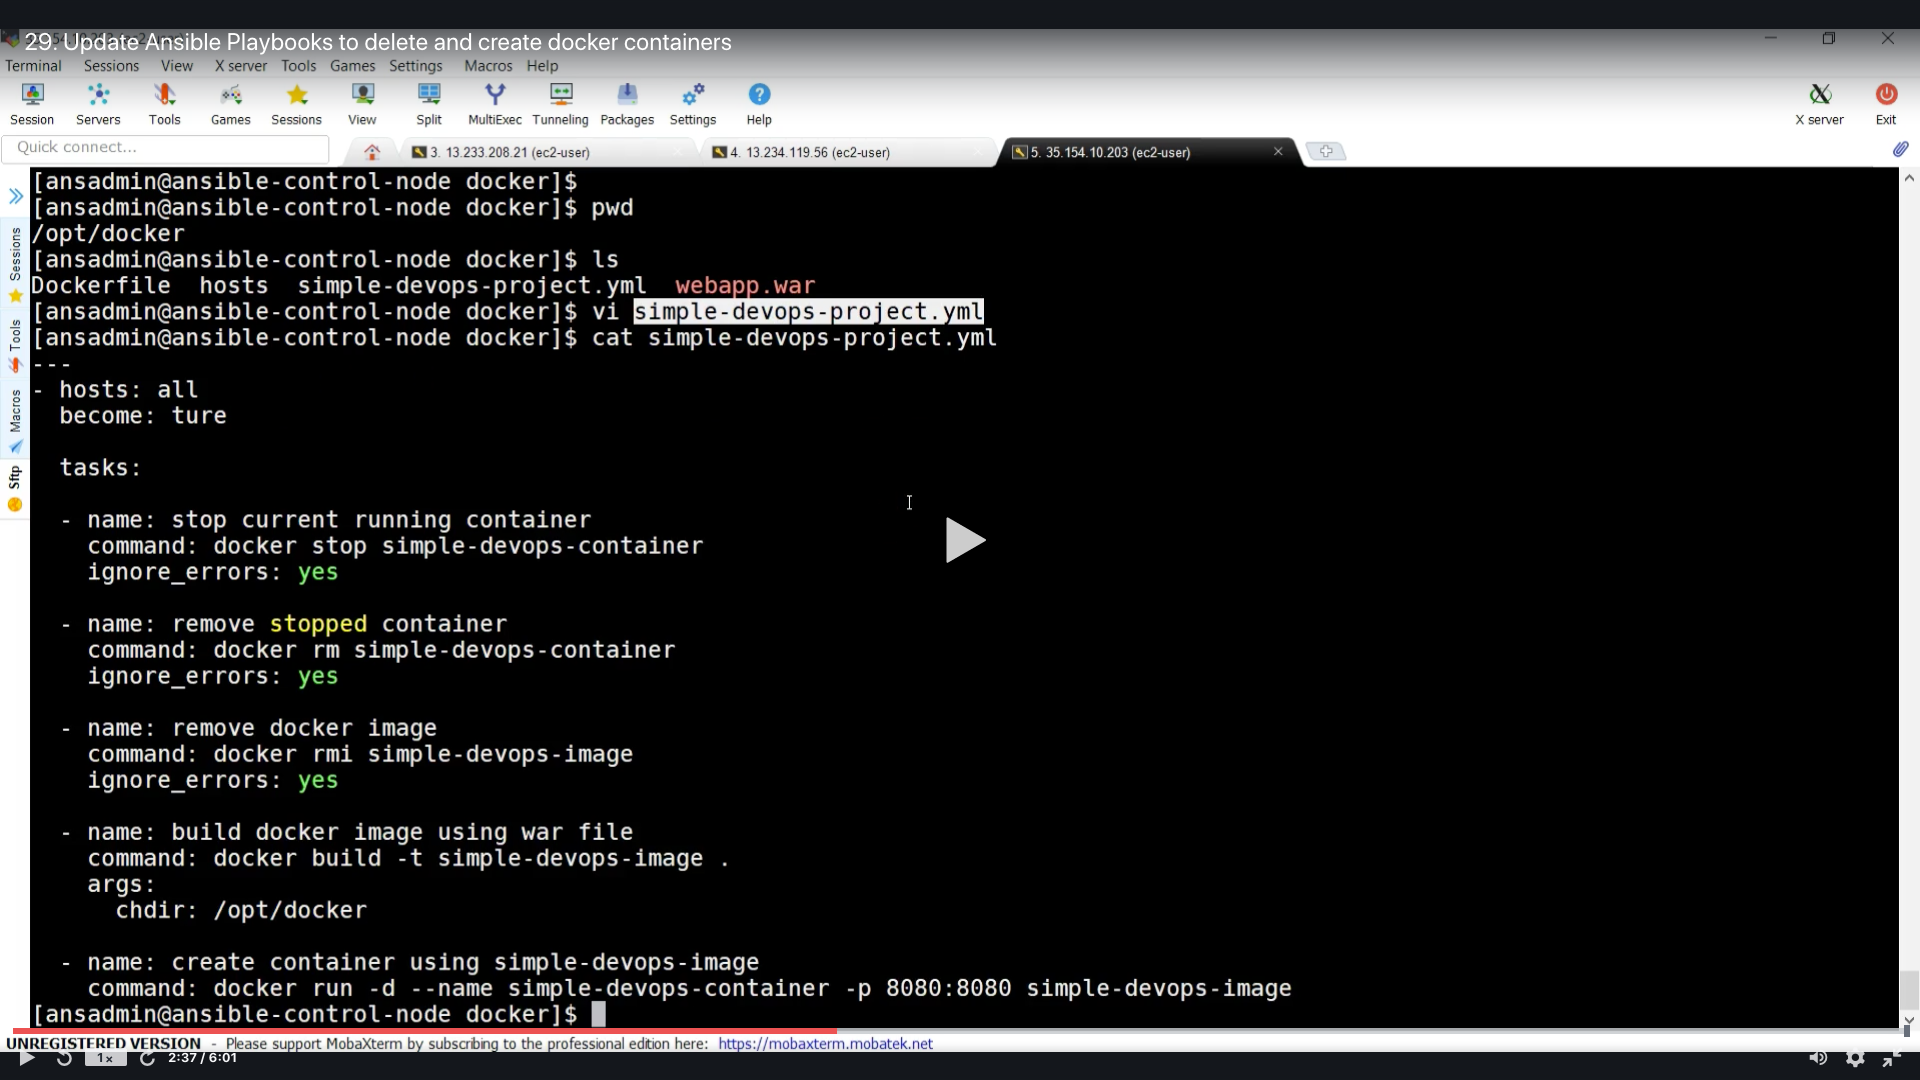 29. Update Ansible Playbooks to delete and create docker containers
Terminal Sessions View X server Tools Games Settings Macros Help
Session Servers Tools Games Sessions View Split MultiExec Tunneling Packages Settings Help X server Exit
Quick connect...
3. 13.233.208.21 (ec2-user)
4. 13.234.119.56 (ec2-user)
5. 35.154.10.203 (ec2-user)
Sessions
Tools
Macros
Sftp
[ansadmin@ansible-control-node docker]$
[ansadmin@ansible-control-node docker]$ pwd
/opt/docker
[ansadmin@ansible-control-node docker]$ ls
Dockerfile  hosts  simple-devops-project.yml  webapp.war
[ansadmin@ansible-control-node docker]$ vi simple-devops-project.yml
[ansadmin@ansible-control-node docker]$ cat simple-devops-project.yml
---
- hosts: all
  become: ture
  tasks:
  - name: stop current running container
    command: docker stop simple-devops-container
    ignore_errors: yes
  - name: remove stopped container
    command: docker rm simple-devops-container
    ignore_errors: yes
  - name: remove docker image
    command: docker rmi simple-devops-image
    ignore_errors: yes
  - name: build docker image using war file
    command: docker build -t simple-devops-image .
    args:
      chdir: /opt/docker
  - name: create container using simple-devops-image
    command: docker run -d --name simple-devops-container -p 8080:8080 simple-devops-image
[ansadmin@ansible-control-node docker]$
UNREGISTERED VERSION - Please support MobaXterm by subscribing to the professional edition here: https://mobaxterm.mobatek.net
1x 2:37 / 6:01